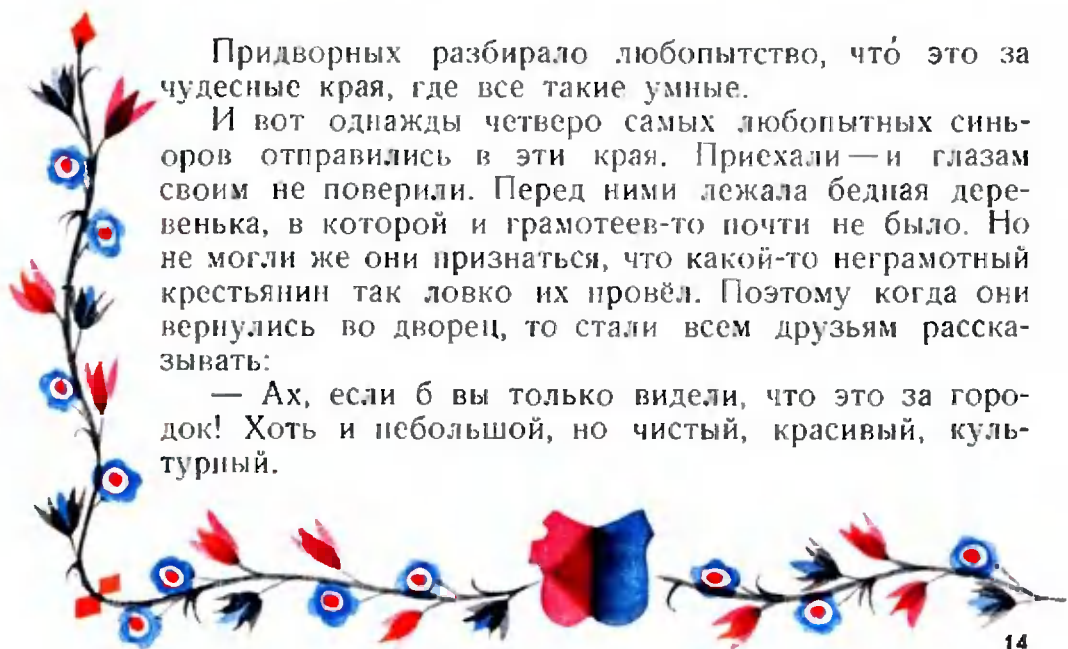 Придворных разбирало любопытство, что́ это за
чудесные края, где все такие умные.
И вот однажды четверо самых любопытных синь-
оров отправились в эти края. Приехали — и глазам
своим не поверили. Перед ними лежала бедная дере-
венька, в которой и грамотеев-то почти не было. Но
не могли же они признаться, что какой-то неграмотный
крестьянин так ловко их провёл. Поэтому когда они
вернулись во дворец, то стали всем друзьям расска-
зывать:
— Ах, если б вы только видели, что это за горо-
док! Хоть и небольшой, но чистый, красивый, куль-
турный.
14